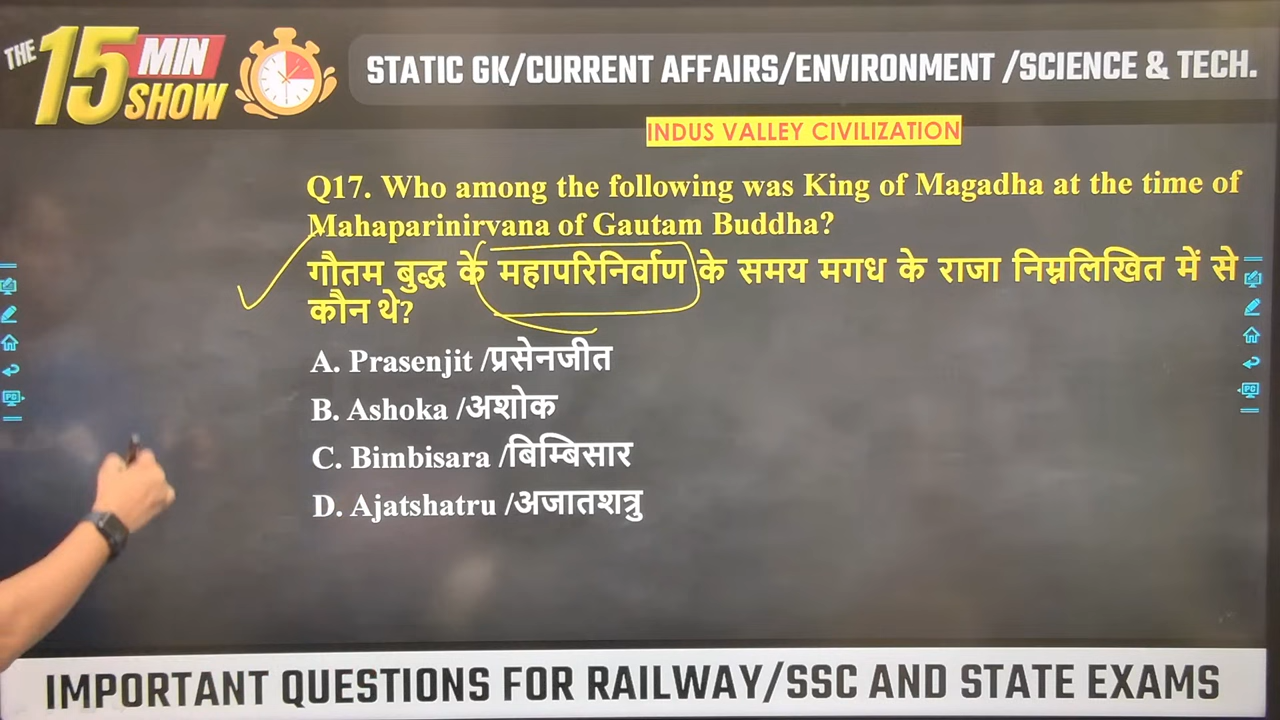 THE 15 MIN SHOW
STATIC GK/CURRENT AFFAIRS/ENVIRONMENT /SCIENCE & TECH.
INDUS VALLEY CIVILIZATION
Q17. Who among the following was King of Magadha at the time of
Mahaparinirvana of Gautam Buddha?
गौतम बुद्ध के महापरिनिर्वाण के समय मगध के राजा निम्नलिखित में से
कौन थे?
A. Prasenjit /प्रसेनजीत
B. Ashoka /अशोक
C. Bimbisara /बिम्बिसार
D. Ajatshatru /अजातशत्रु
IMPORTANT QUESTIONS FOR RAILWAY/SSC AND STATE EXAMS